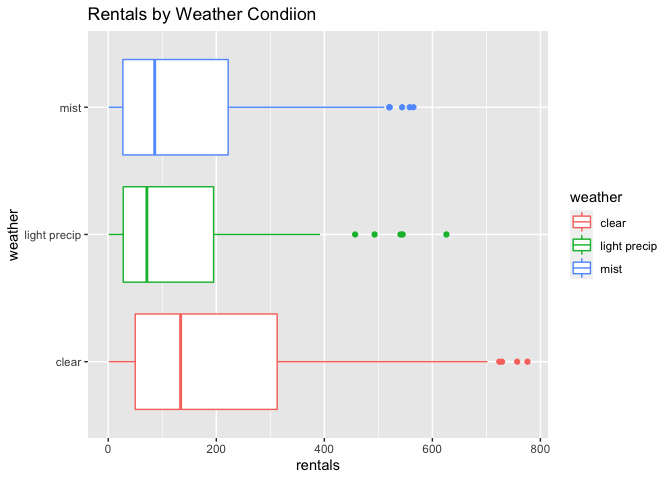 Rentals by Weather Condiion
weather
mist
light precip
clear
0
200
400
600
800
rentals
weather
clear
light precip
mist